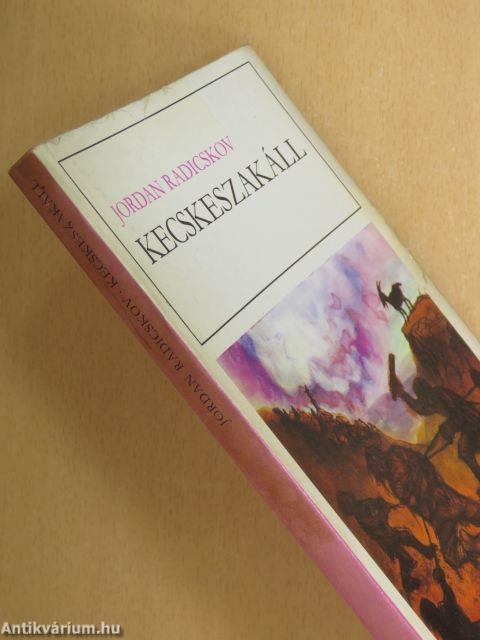 JORDAN RADICSKOV
KECSKESZAKÁLL
JORDAN RADICSKOV • KECSKESZAKÁLL
Antikvárium.hu